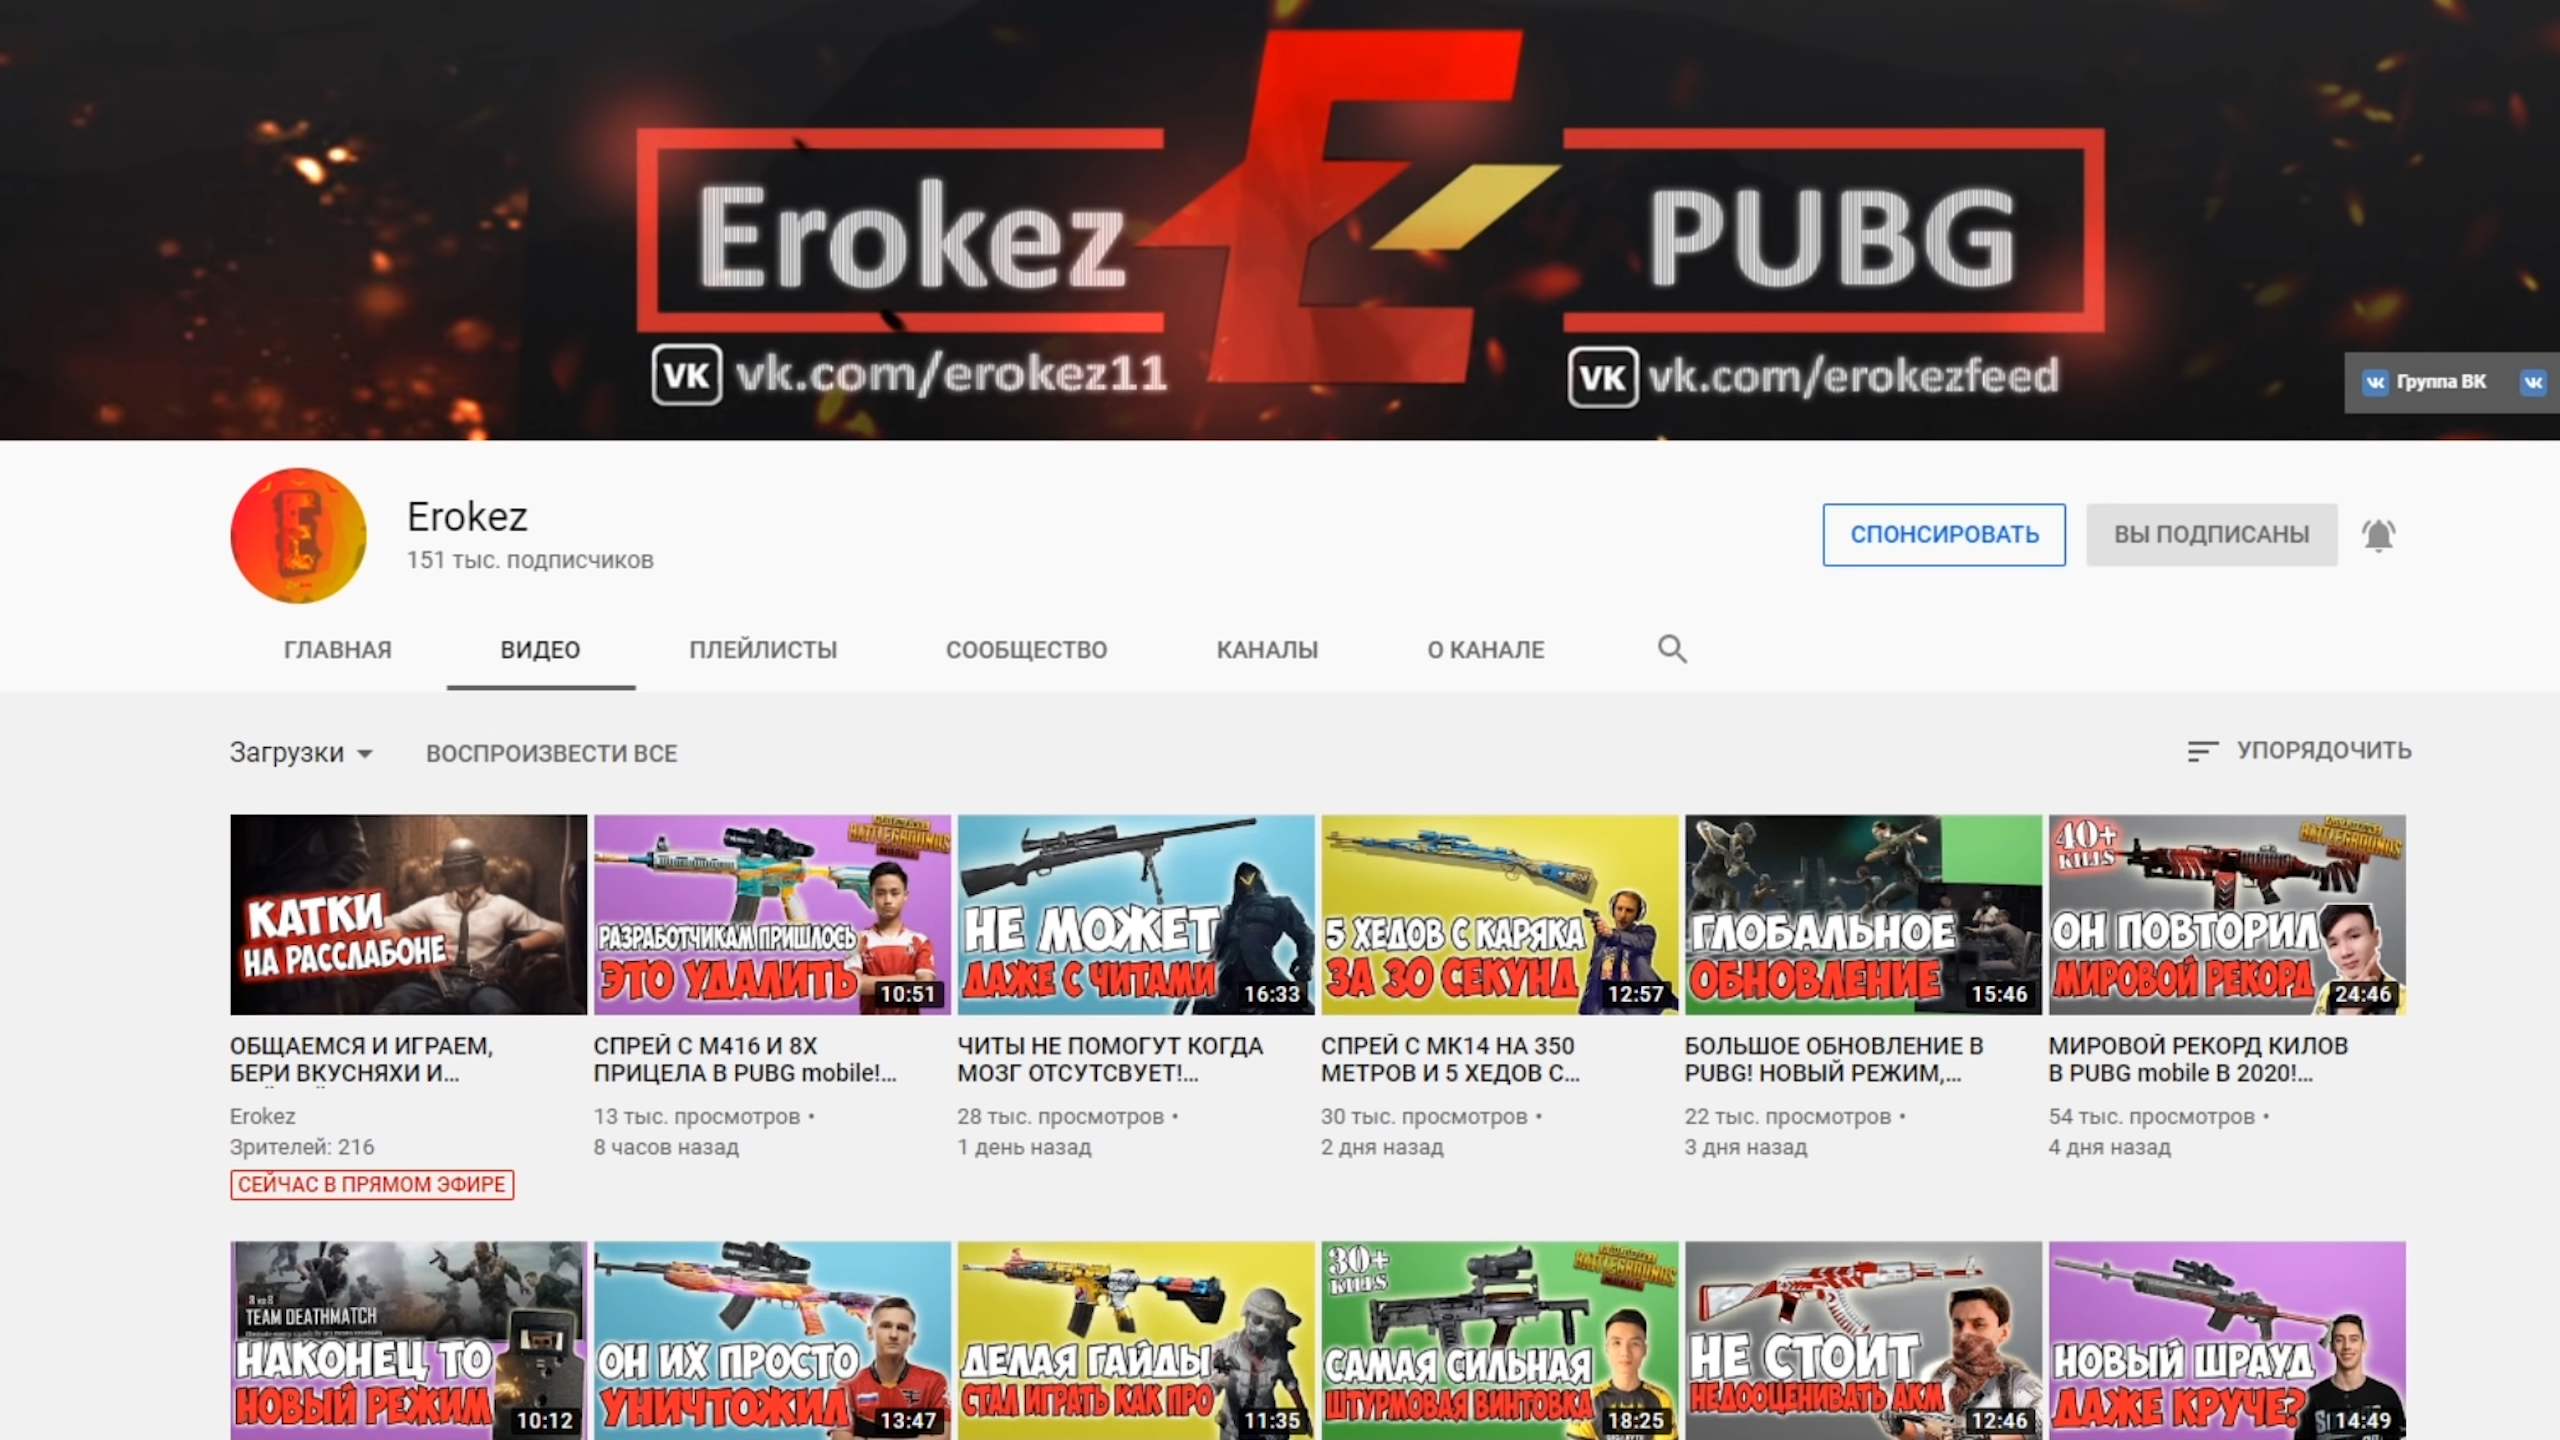 Erokez
PUBG
VK vk.com/erokez11
VK vk.com/erokezfeed
Группа ВК
Erokez
151 тыс. подписчиков
СПОНСИРОВАТЬ
ВЫ ПОДПИСАНЫ
ГЛАВНАЯ
ВИДЕО
ПЛЕЙЛИСТЫ
СООБЩЕСТВО
КАНАЛЫ
О КАНАЛЕ
Загрузки
ВОСПРОИЗВЕСТИ ВСЕ
УПОРЯДОЧИТЬ
КАТКИ
НА РАССЛАБОНЕ
ОБЩАЕМСЯ И ИГРАЕМ,
БЕРИ ВКУСНЯХИ И...
Erokez
Зрителей: 216
СЕЙЧАС В ПРЯМОМ ЭФИРЕ
BATTLEGROUNDS
РАЗРАБОТЧИКАМ ПРИШЛОСЬ
ЭТО УДАЛИТЬ
10:51
СПРЕЙ С М416 И 8Х
ПРИЦЕЛА В PUBG mobile!...
13 тыс. просмотров •
8 часов назад
НЕ МОЖЕТ
ДАЖЕ С ЧИТАМИ
16:33
ЧИТЫ НЕ ПОМОГУТ КОГДА
МОЗГ ОТСУТСВУЕТ!...
28 тыс. просмотров •
1 день назад
5 ХЕДОВ С КАРЯКА
ЗА 30 СЕКУНД
12:57
СПРЕЙ С МК14 НА 350
МЕТРОВ И 5 ХЕДОВ С...
30 тыс. просмотров •
2 дня назад
ГЛОБАЛЬНОЕ
ОБНОВЛЕНИЕ
15:46
БОЛЬШОЕ ОБНОВЛЕНИЕ В
PUBG! НОВЫЙ РЕЖИМ,...
22 тыс. просмотров •
3 дня назад
40+
KILLS
BATTLEGROUNDS
ОН ПОВТОРИЛ
МИРОВОЙ РЕКОРД
24:46
МИРОВОЙ РЕКОРД КИЛОВ
В PUBG mobile В 2020!...
54 тыс. просмотров •
4 дня назад
TEAM DEATHMATCH
НАКОНЕЦ ТО
НОВЫЙ РЕЖИМ
10:12
ОН ИХ ПРОСТО
УНИЧТОЖИЛ
13:47
ДЕЛАЯ ГАЙДЫ
СТАЛ ИГРАТЬ КАК ПРО
11:35
30+
KILLS
BATTLEGROUNDS
САМАЯ СИЛЬНАЯ
ШТУРМОВАЯ ВИНТОВКА
18:25
НЕ СТОИТ
НЕДООЦЕНИВАТЬ АКМ
12:46
НОВЫЙ ШРАУД
ДАЖЕ КРУЧЕ?
14:49